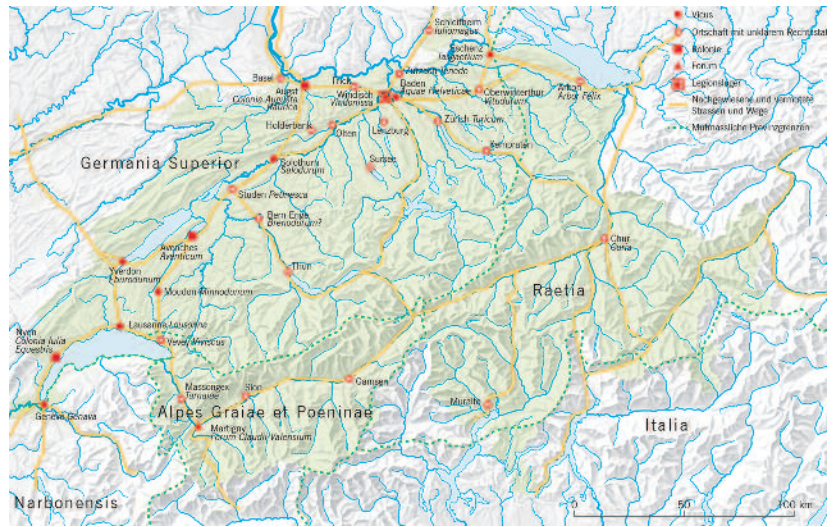 Schleitheim
Iuliomagus
Eschenz
Tasgaetium
Vicus
Ortschaft mit unklarem Rechtsstat
Kolonie
Forum
Legionslager
Nachgewiesene und vermutete
Strassen und Wege
Mutmassliche Provinzgrenzen
Basel
Augst
Colonia Augusta
Raurica
Frick
Windisch
Vindonissa
Zurzach Tenedo
Baden
Aquae Helveticae
Oberwinterthur
Vitudurum
Arbon
Arbor Felix
Holderbank
Olten
Lenzburg
Zürich Turicum
Kempraten
Germania Superior
Solothurn
Salodurum
Sursee
Studen Petinesca
Bern Enge
Brenodurum?
Avenches
Aventicum
Chur
Curia
Yverdon
Eburodunum
Thun
Raetia
Moudon Minnodunum
Nyon
Colonia Iulia
Equestris
Lausanne Lousonna
Vevey Viviscus
Massongex
Tarnaiae
Sion
Gamsen
Alpes Graiae et Poeninae
Muralto
Genève Genava
Martigny
Forum Claudii Vallensium
Italia
Narbonensis
0 50 100 km